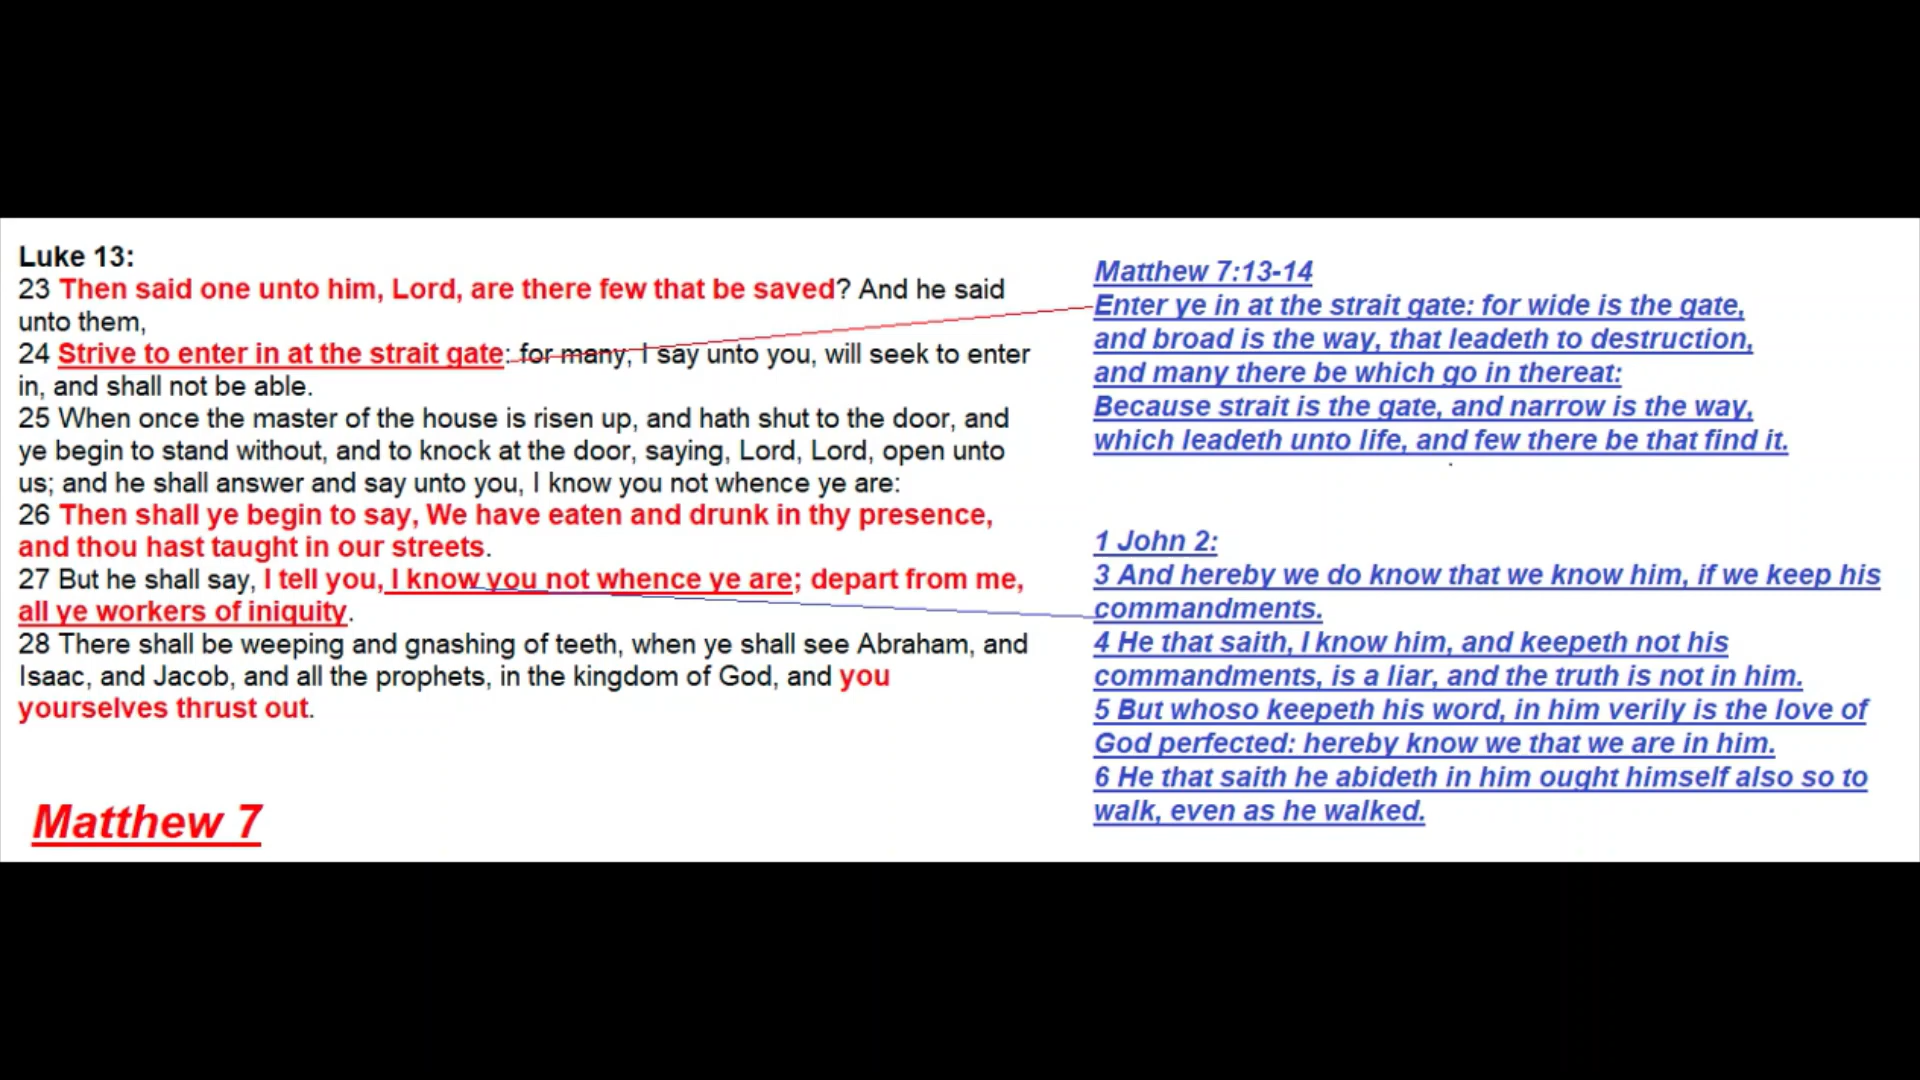 Luke 13:
23 Then said one unto him, Lord, are there few that be saved? And he said
unto them,
24 Strive to enter in at the strait gate: for many, I say unto you, will seek to enter
in, and shall not be able.
25 When once the master of the house is risen up, and hath shut to the door, and
ye begin to stand without, and to knock at the door, saying, Lord, Lord, open unto
us; and he shall answer and say unto you, I know you not whence ye are:
26 Then shall ye begin to say, We have eaten and drunk in thy presence,
and thou hast taught in our streets.
27 But he shall say, I tell you, I know you not whence ye are; depart from me,
all ye workers of iniquity.
28 There shall be weeping and gnashing of teeth, when ye shall see Abraham, and
Isaac, and Jacob, and all the prophets, in the kingdom of God, and you
yourselves thrust out.
Matthew 7
Matthew 7:13-14
Enter ye in at the strait gate: for wide is the gate,
and broad is the way, that leadeth to destruction,
and many there be which go in thereat:
Because strait is the gate, and narrow is the way,
which leadeth unto life, and few there be that find it.
1 John 2:
3 And hereby we do know that we know him, if we keep his
commandments.
4 He that saith, I know him, and keepeth not his
commandments, is a liar, and the truth is not in him.
5 But whoso keepeth his word, in him verily is the love of
God perfected: hereby know we that we are in him.
6 He that saith he abideth in him ought himself also so to
walk, even as he walked.